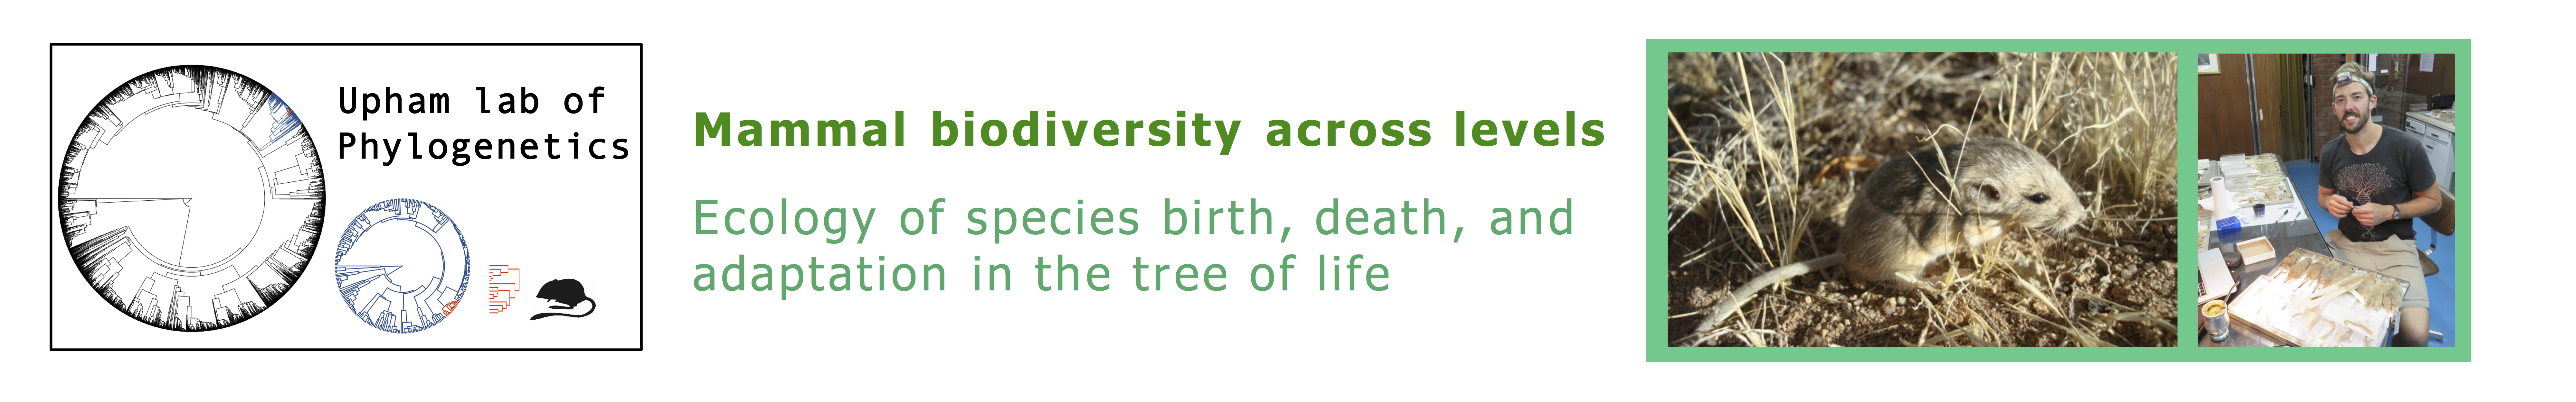 Upham lab of
Phylogenetics
Mammal biodiversity across levels
Ecology of species birth, death, and
adaptation in the tree of life